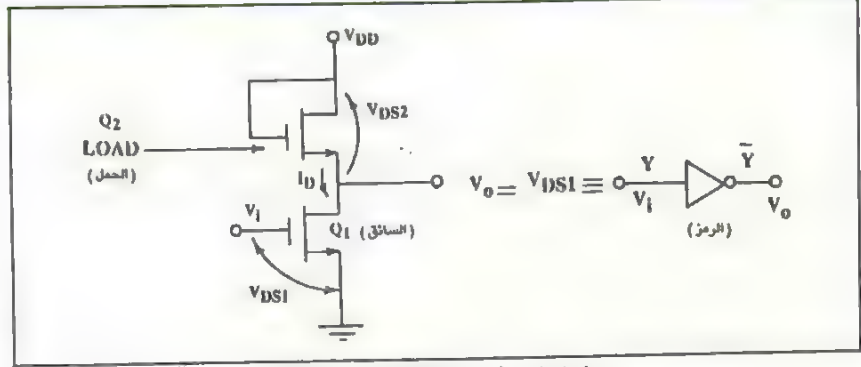 V_DD
Q₂
LOAD
(الحمل)
V_DS2
I_D
V_i
Q₁ (السائق)
V_DS1
V_o = V_DS1 ≡
Y
V_i
Ȳ
V_o
(الرمز)